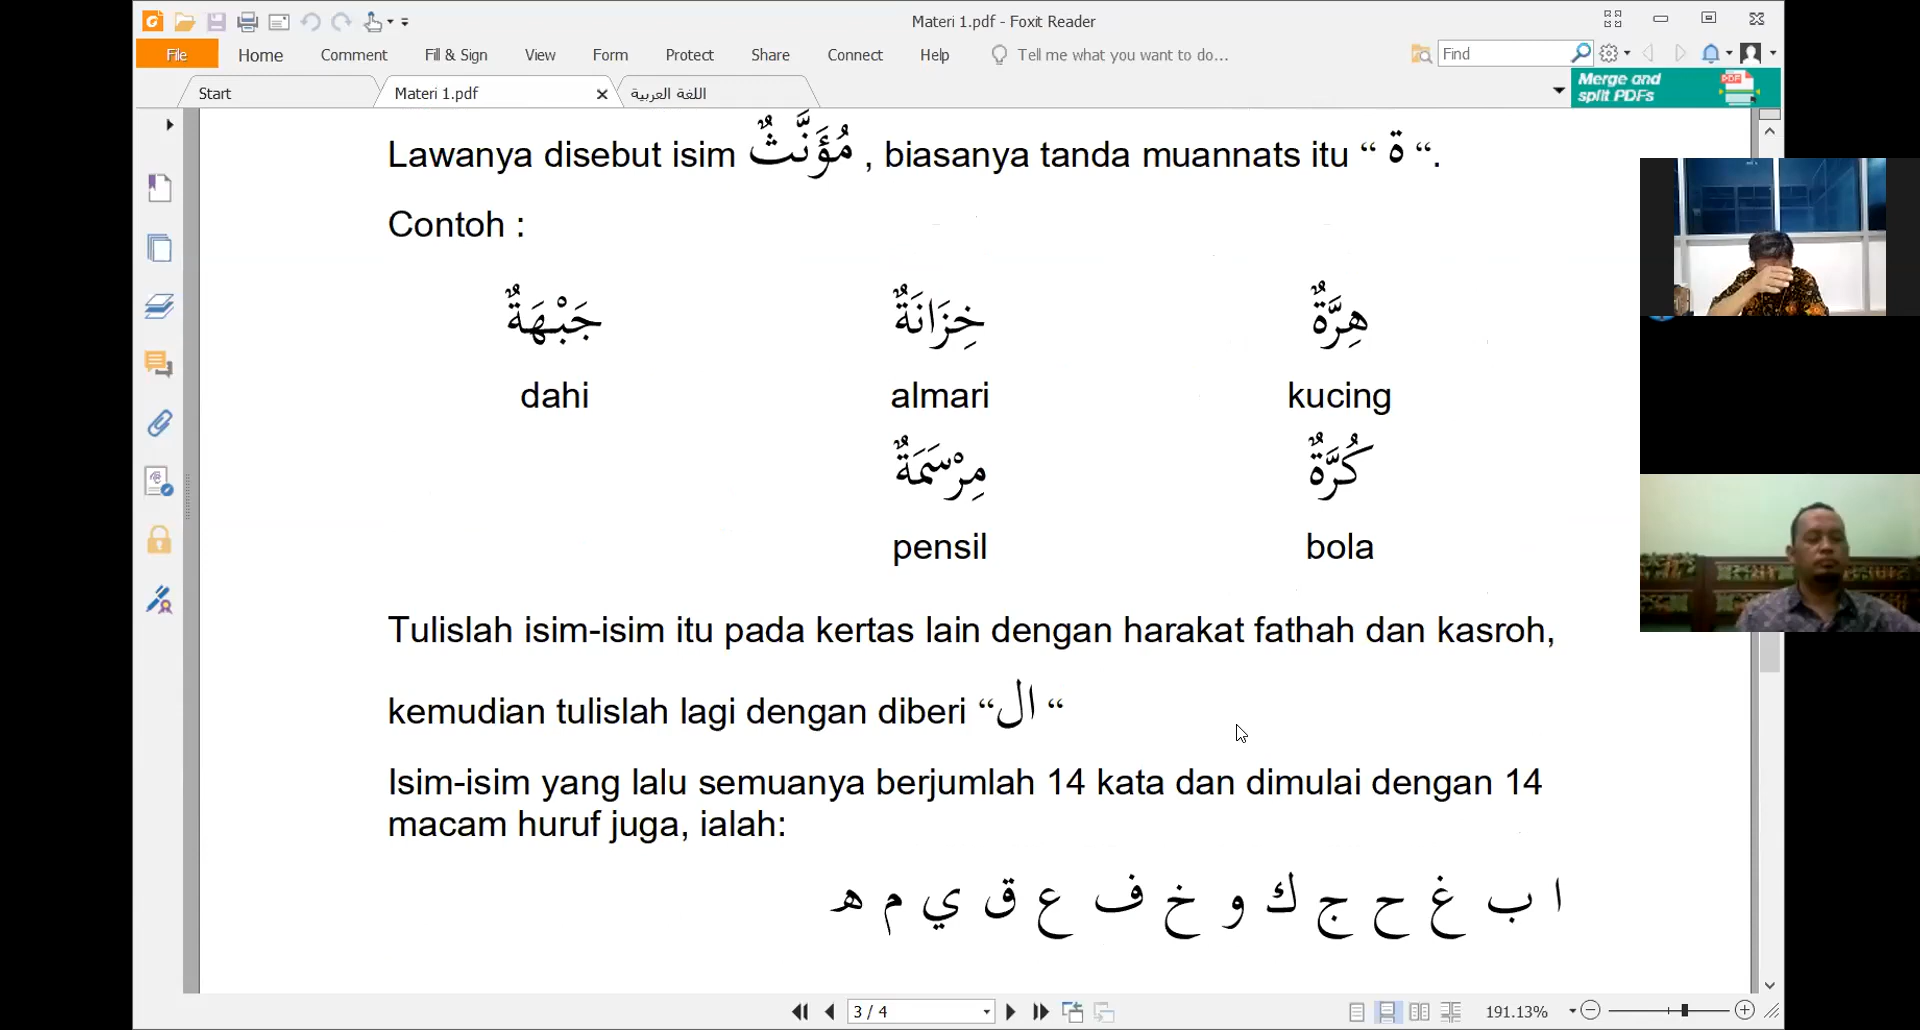 Materi 1.pdf - Foxit Reader
File Home Comment Fill & Sign View Form Protect Share Connect Help Tell me what you want to do... Find
Start Materi 1.pdf اللغة العربية
Merge and
split PDFs
Lawanya disebut isim مُؤَنَّثٌ , biasanya tanda muannats itu “ ة “.
Contoh :
هِرَّةٌ خِزَانَةٌ جَبْهَةٌ
dahi almari kucing
كُرَّةٌ مِرْسَمَةٌ
pensil bola
Tulislah isim-isim itu pada kertas lain dengan harakat fathah dan kasroh,
kemudian tulislah lagi dengan diberi “ال “
Isim-isim yang lalu semuanya berjumlah 14 kata dan dimulai dengan 14
macam huruf juga, ialah:
ا ب غ ح ج ك و خ ف ع ق ي م ه
3 / 4 191.13%